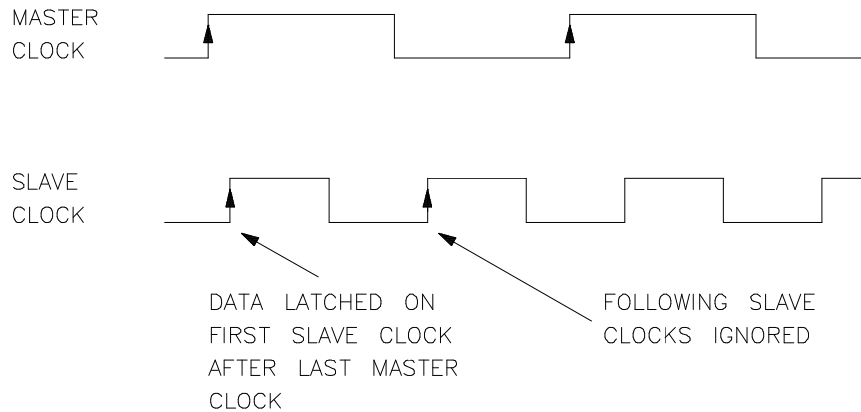 MASTER
CLOCK
SLAVE
CLOCK
DATA LATCHED ON
FIRST SLAVE CLOCK
AFTER LAST MASTER
CLOCK
FOLLOWING SLAVE
CLOCKS IGNORED